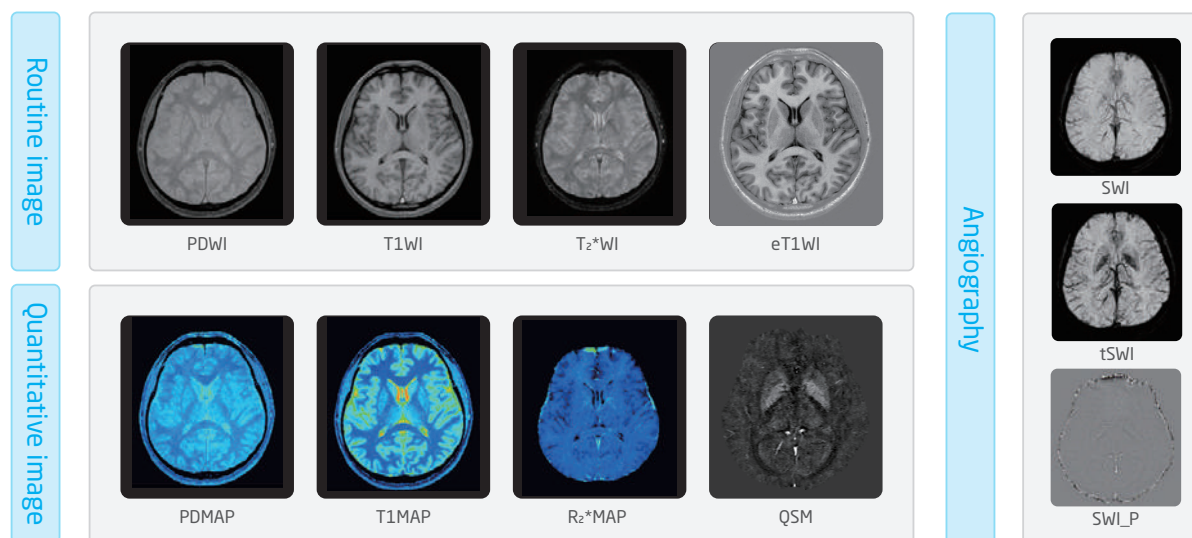 Routine image
PDWI
T1WI
T₂*WI
eT1WI
Quantitative image
PDMAP
T1MAP
R₂*MAP
QSM
Angiography
SWI
tSWI
SWI_P